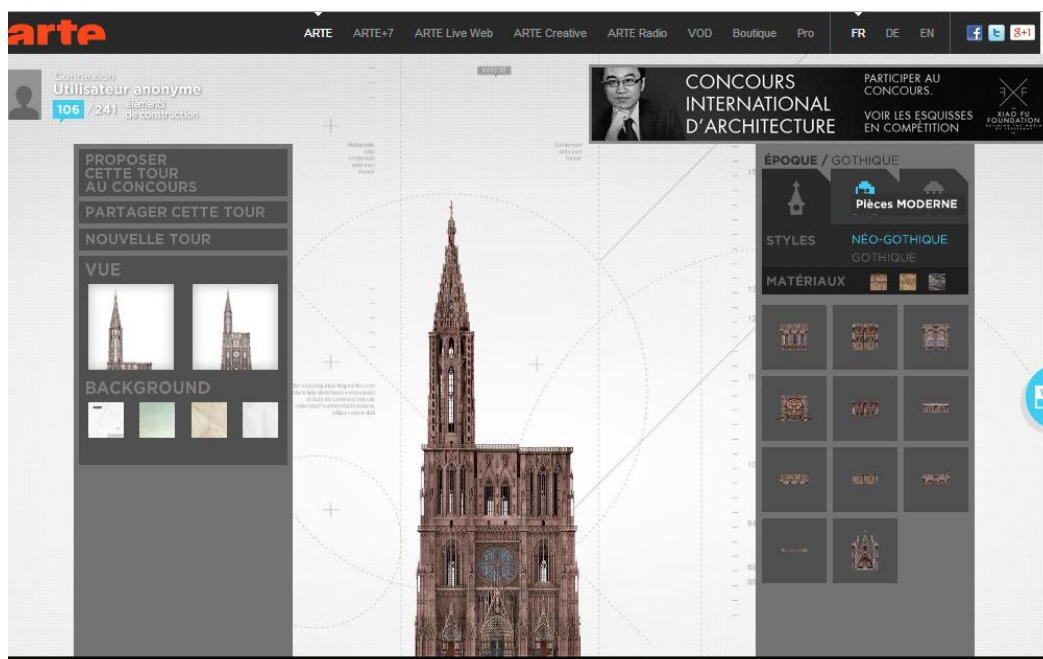 arte
ARTE ARTE+7 ARTE Live Web ARTE Creative ARTE Radio VOD Boutique Pro FR DE EN
Connexion
Utilisateur anonyme
106 /241 éléments
de construction
CONCOURS
INTERNATIONAL
D'ARCHITECTURE
PARTICIPER AU
CONCOURS.
VOIR LES ESQUISSES
EN COMPÉTITION
XIAO FU
FOUNDATION
PROPOSER
CETTE TOUR
AU CONCOURS
PARTAGER CETTE TOUR
NOUVELLE TOUR
VUE
BACKGROUND
ÉPOQUE / GOTHIQUE
Pièces MODERNE
STYLES NÉO-GOTHIQUE
GOTHIQUE
MATÉRIAUX